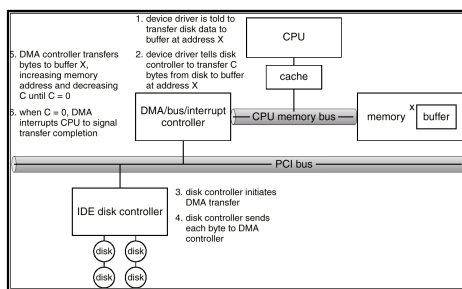 1. device driver is told to
transfer disk data to
buffer at address X
2. device driver tells disk
controller to transfer C
bytes from disk to buffer
at address X
5. DMA controller transfers
bytes to buffer X,
increasing memory
address and decreasing
C until C = 0
6. when C = 0, DMA
interrupts CPU to signal
transfer completion
CPU
cache
DMA/bus/interrupt
controller
CPU memory bus
memory
X
buffer
PCI bus
IDE disk controller
3. disk controller initiates
DMA transfer
4. disk controller sends
each byte to DMA
controller
disk
disk
disk
disk